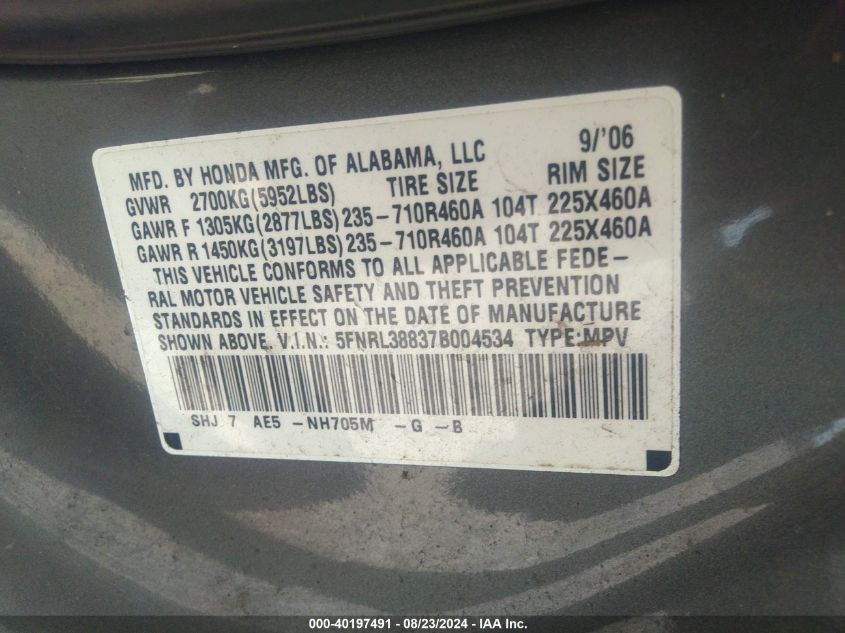 MFD. BY HONDA MFG. OF ALABAMA, LLC 9/'06
GVWR 2700KG(5952LBS) TIRE SIZE RIM SIZE
GAWR F 1305KG(2877LBS) 235-710R460A 104T 225X460A
GAWR R 1450KG(3197LBS) 235-710R460A 104T 225X460A
THIS VEHICLE CONFORMS TO ALL APPLICABLE FEDE-
RAL MOTOR VEHICLE SAFETY AND THEFT PREVENTION
STANDARDS IN EFFECT ON THE DATE OF MANUFACTURE
SHOWN ABOVE. V.I.N.: 5FNRL38837B004534 TYPE:MPV
SHJ 7 AE5 -NH705M -G -B
000-40197491 - 08/23/2024 - IAA Inc.